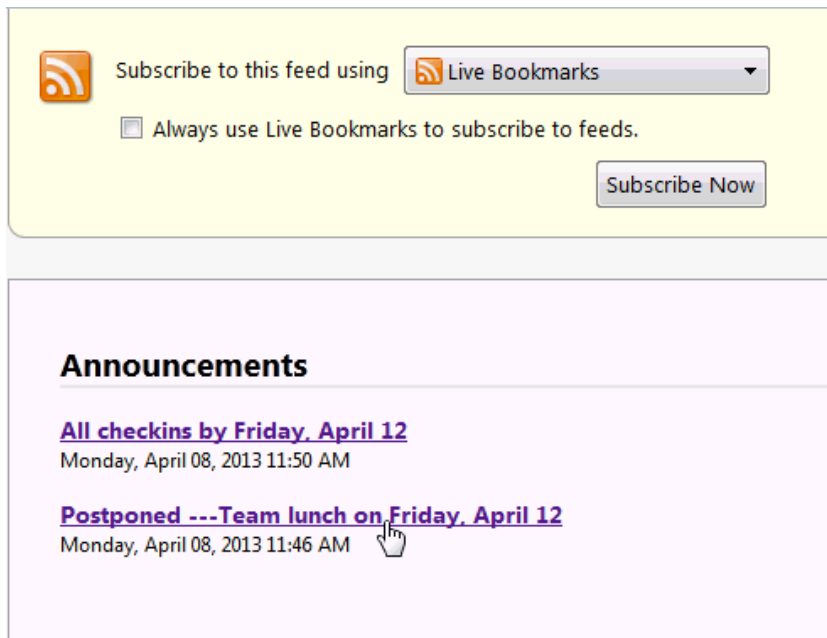 Subscribe to this feed using Live Bookmarks
Always use Live Bookmarks to subscribe to feeds.
Subscribe Now
Announcements
All checkins by Friday, April 12
Monday, April 08, 2013 11:50 AM
Postponed ---Team lunch on Friday, April 12
Monday, April 08, 2013 11:46 AM